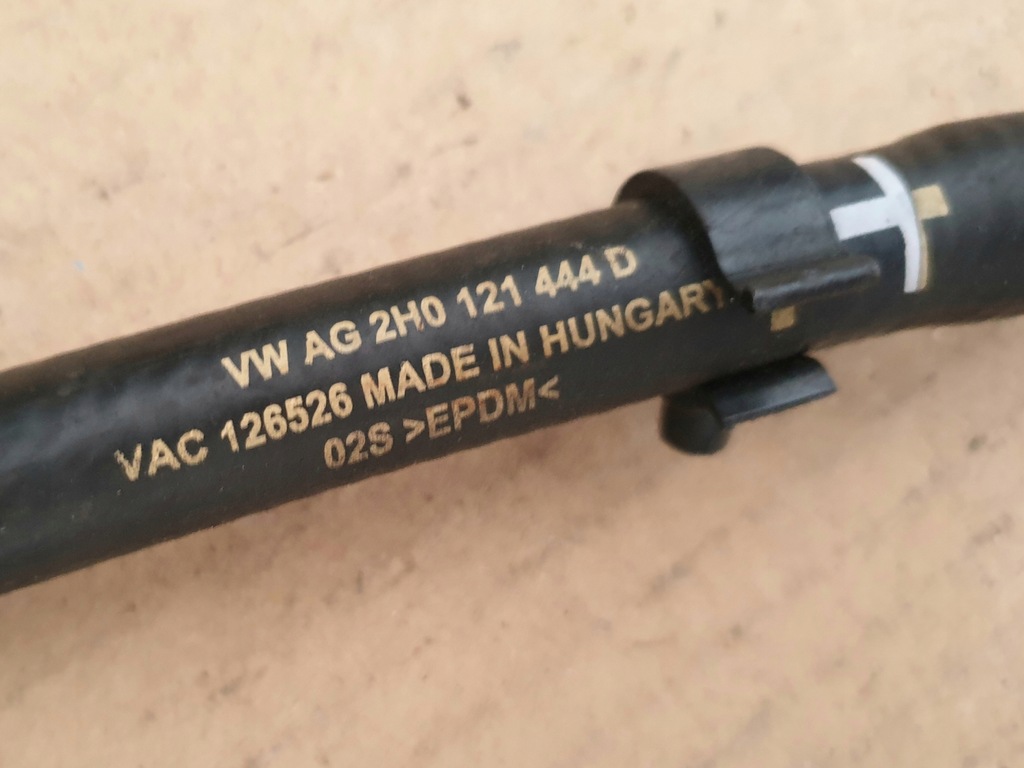 VW AG 2H0 121 444 D
VAC 126526 MADE IN HUNGARY
02S >EPDM<